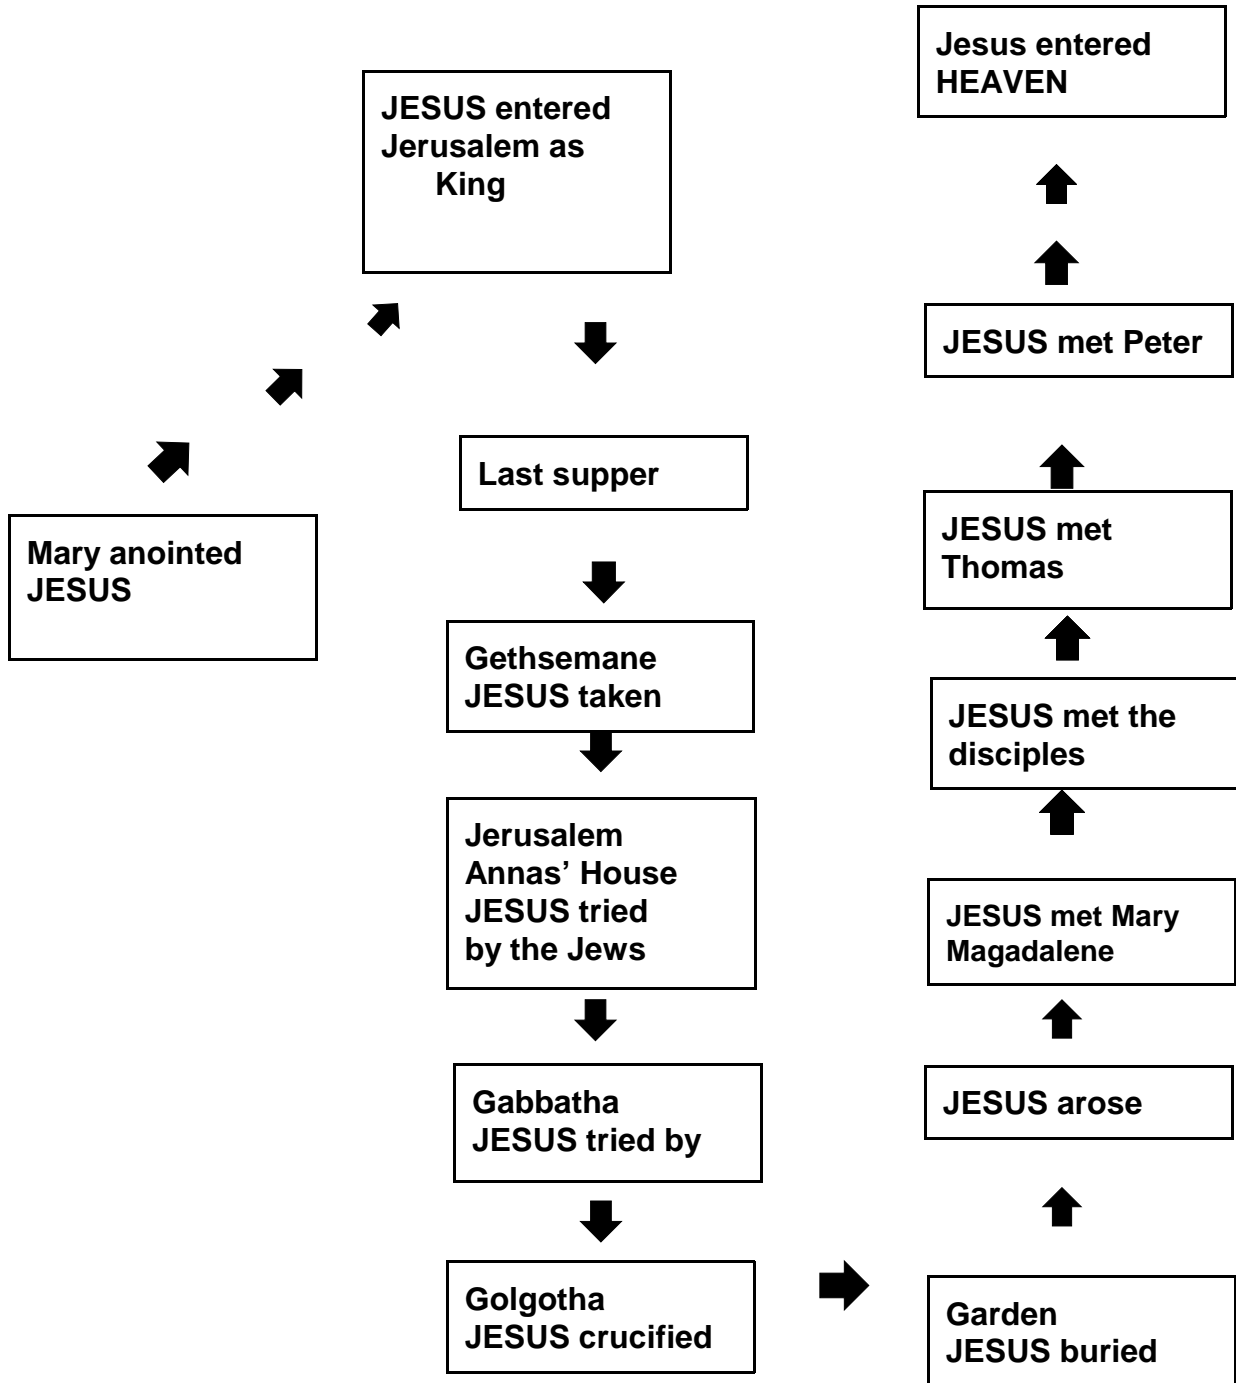 Mary anointed
JESUS
JESUS entered
Jerusalem as
King
Last supper
Gethsemane
JESUS taken
Jerusalem
Annas’ House
JESUS tried
by the Jews
Gabbatha
JESUS tried by
Golgotha
JESUS crucified
Garden
JESUS buried
JESUS arose
JESUS met Mary
Magadalene
JESUS met the
disciples
JESUS met
Thomas
JESUS met Peter
Jesus entered
HEAVEN